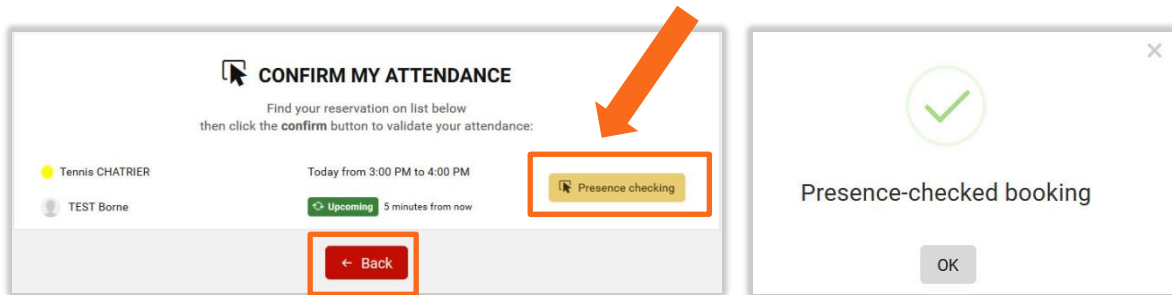 CONFIRM MY ATTENDANCE
Find your reservation on list below
then click the confirm button to validate your attendance:
Tennis CHATRIER
Today from 3:00 PM to 4:00 PM
Presence checking
TEST Borne
Upcoming 5 minutes from now
← Back
×
Presence-checked booking
OK